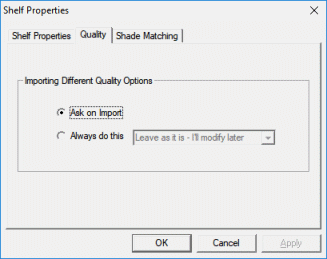 Shelf Properties
Shelf Properties Quality Shade Matching
Importing Different Quality Options
Ask on Import
Always do this Leave as it is - I'll modify later
OK Cancel Apply